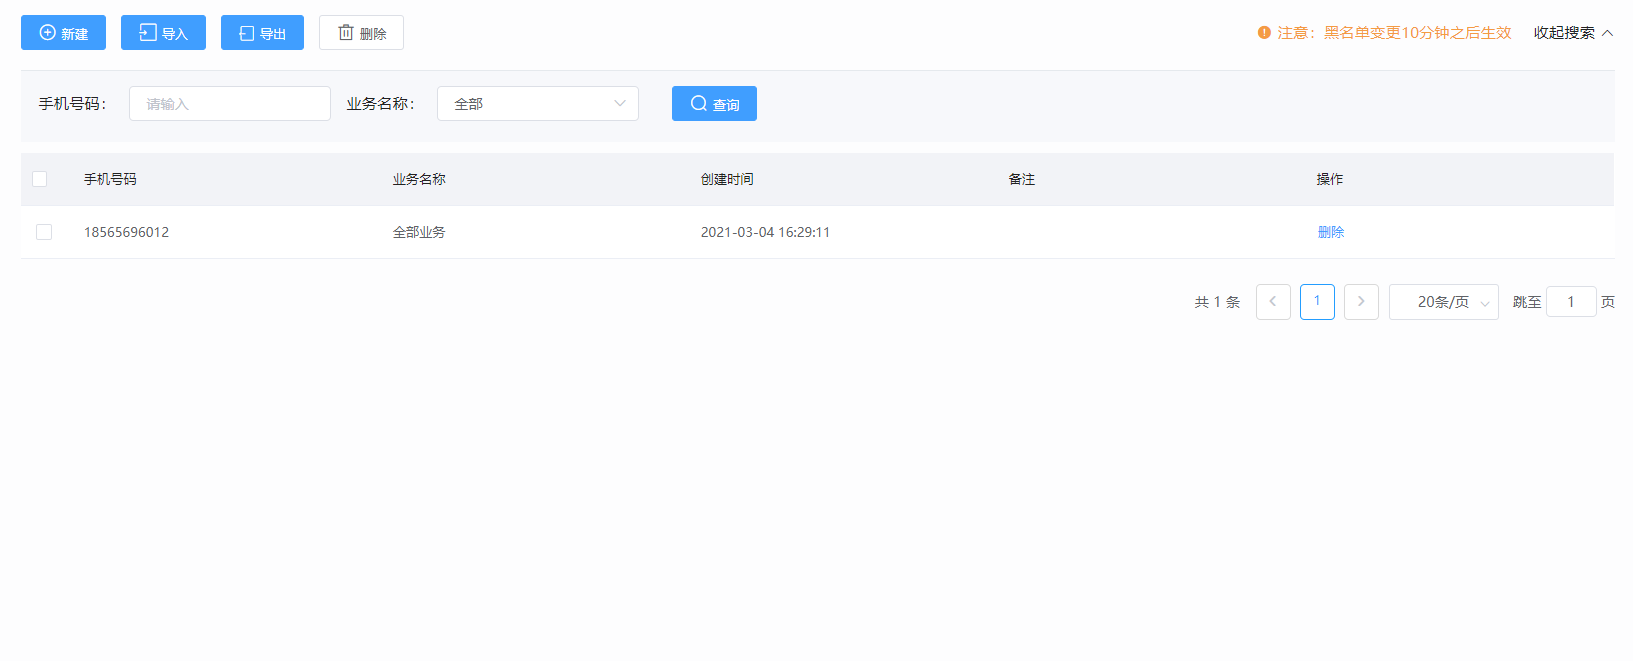 新建 导入 导出 删除 注意：黑名单变更10分钟之后生效 收起搜索
手机号码： 请输入 业务名称： 全部 查询
手机号码 业务名称 创建时间 备注 操作
18565696012 全部业务 2021-03-04 16:29:11 删除
共 1 条 1 20条/页 跳至 1 页